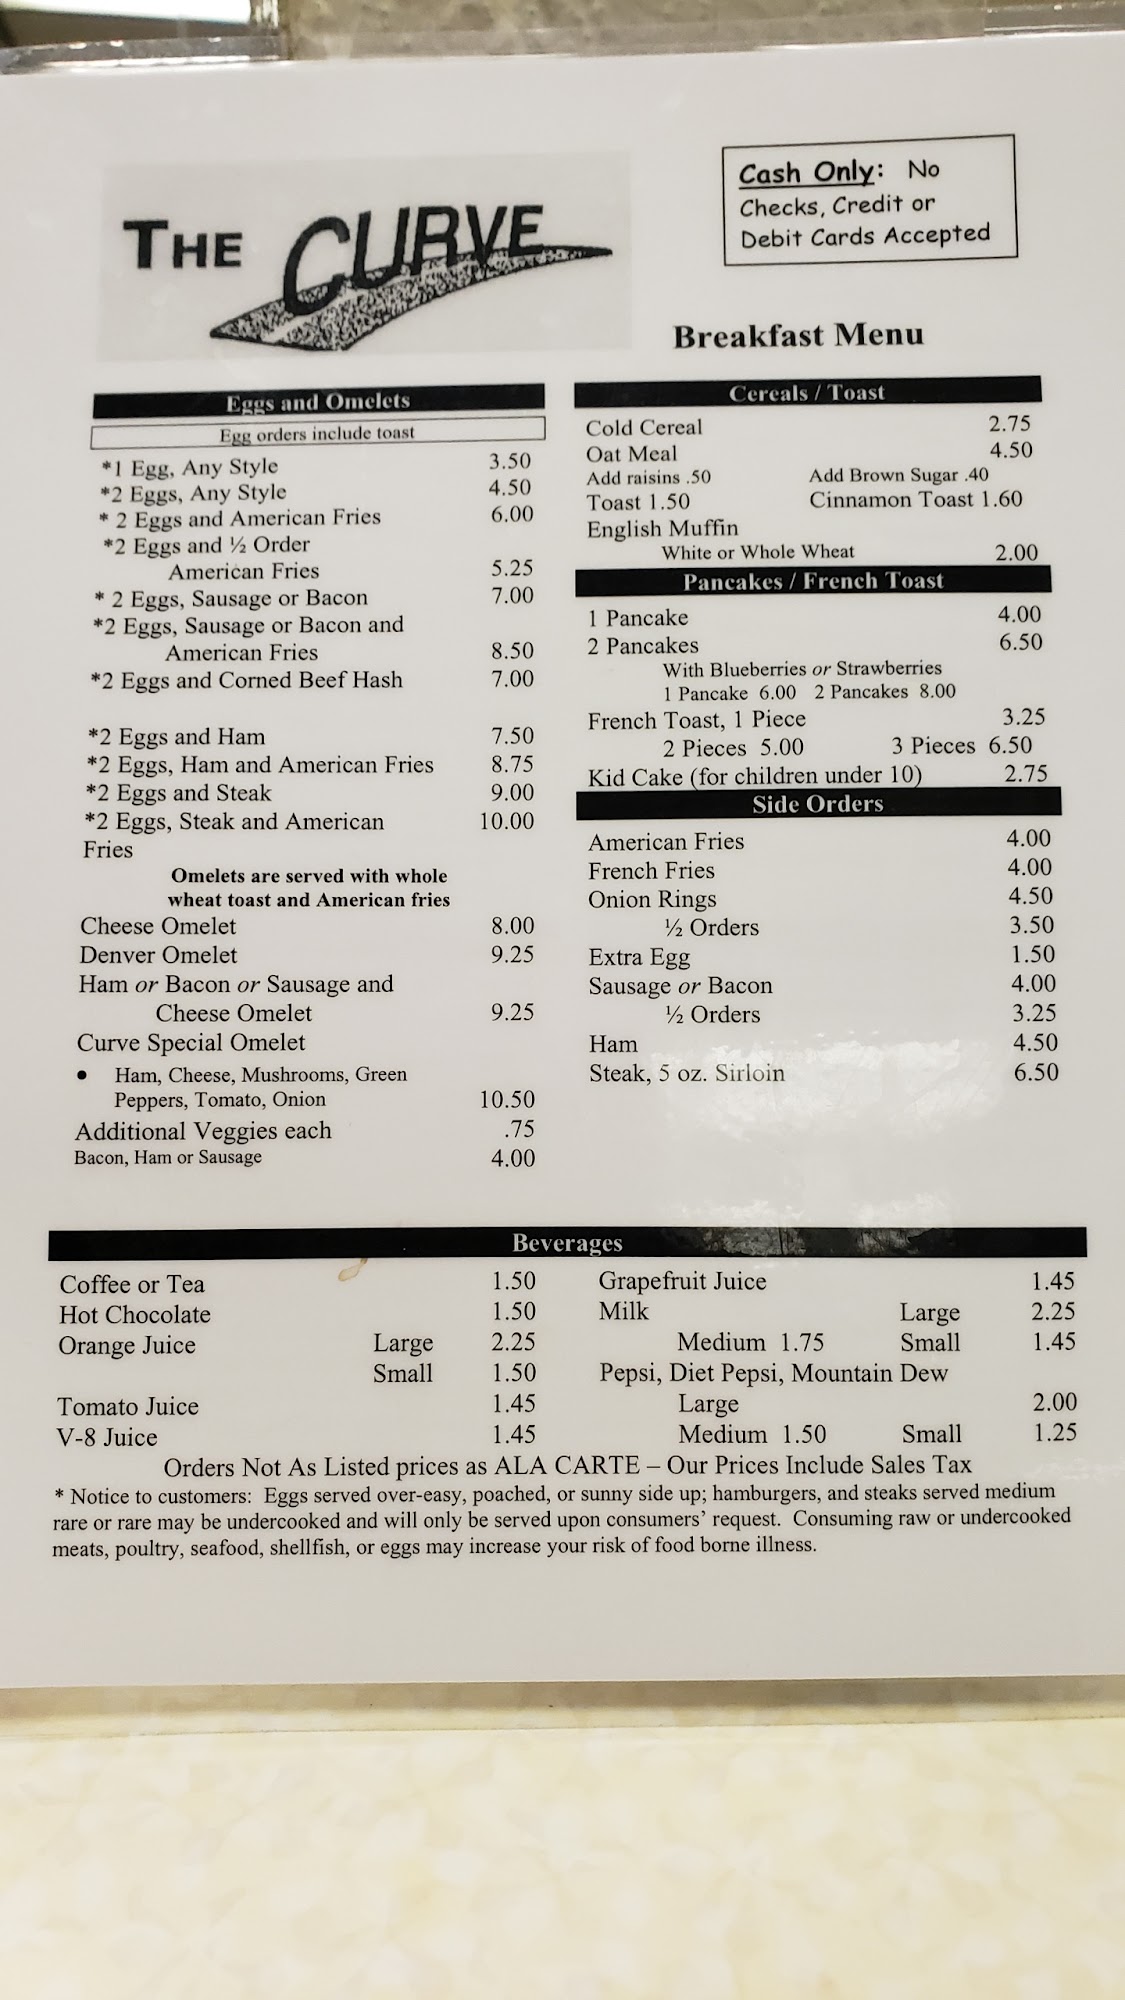 THE CURVE
Cash Only: No
Checks, Credit or
Debit Cards Accepted
Breakfast Menu
Eggs and Omelets
Egg orders include toast
*1 Egg, Any Style 3.50
*2 Eggs, Any Style 4.50
* 2 Eggs and American Fries 6.00
*2 Eggs and ½ Order
American Fries 5.25
* 2 Eggs, Sausage or Bacon 7.00
*2 Eggs, Sausage or Bacon and
American Fries 8.50
*2 Eggs and Corned Beef Hash 7.00
*2 Eggs and Ham 7.50
*2 Eggs, Ham and American Fries 8.75
*2 Eggs and Steak 9.00
*2 Eggs, Steak and American 10.00
Fries
Omelets are served with whole
wheat toast and American fries
Cheese Omelet 8.00
Denver Omelet 9.25
Ham or Bacon or Sausage and
Cheese Omelet 9.25
Curve Special Omelet
• Ham, Cheese, Mushrooms, Green
Peppers, Tomato, Onion 10.50
Additional Veggies each .75
Bacon, Ham or Sausage 4.00
Cereals / Toast
Cold Cereal 2.75
Oat Meal 4.50
Add raisins .50 Add Brown Sugar .40
Toast 1.50 Cinnamon Toast 1.60
English Muffin
White or Whole Wheat 2.00
Pancakes / French Toast
1 Pancake 4.00
2 Pancakes 6.50
With Blueberries or Strawberries
1 Pancake 6.00 2 Pancakes 8.00
French Toast, 1 Piece 3.25
2 Pieces 5.00 3 Pieces 6.50
Kid Cake (for children under 10) 2.75
Side Orders
American Fries 4.00
French Fries 4.00
Onion Rings 4.50
½ Orders 3.50
Extra Egg 1.50
Sausage or Bacon 4.00
½ Orders 3.25
Ham 4.50
Steak, 5 oz. Sirloin 6.50
Beverages
Coffee or Tea 1.50
Hot Chocolate 1.50
Orange Juice Large 2.25
Small 1.50
Tomato Juice 1.45
V-8 Juice 1.45
Grapefruit Juice 1.45
Milk Large 2.25
Medium 1.75 Small 1.45
Pepsi, Diet Pepsi, Mountain Dew
Large 2.00
Medium 1.50 Small 1.25
Orders Not As Listed prices as ALA CARTE – Our Prices Include Sales Tax
* Notice to customers: Eggs served over-easy, poached, or sunny side up; hamburgers, and steaks served medium
rare or rare may be undercooked and will only be served upon consumers' request. Consuming raw or undercooked
meats, poultry, seafood, shellfish, or eggs may increase your risk of food borne illness.